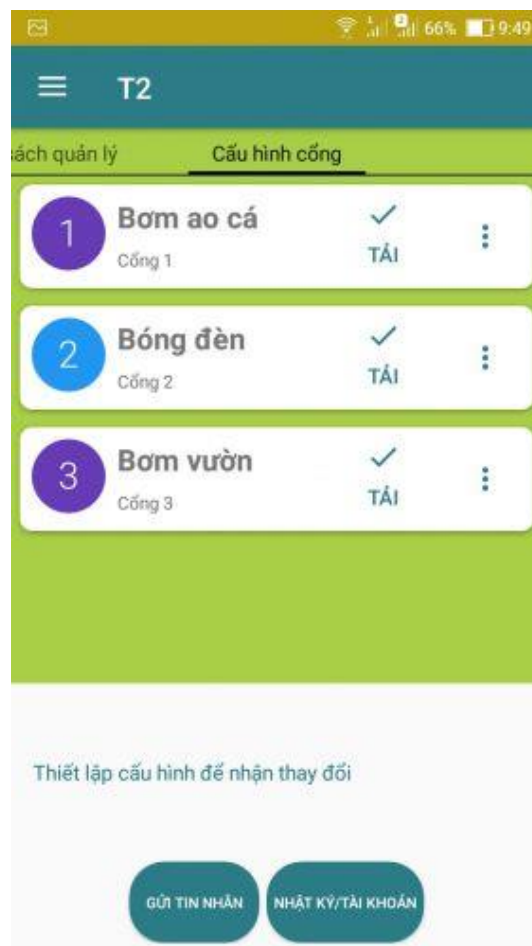 66% 9:49
T2
sách quản lý Cấu hình cổng
1 Bơm ao cá
Cổng 1
TẢI
2 Bóng đèn
Cổng 2
TẢI
3 Bơm vườn
Cổng 3
TẢI
Thiết lập cấu hình để nhận thay đổi
GỬI TIN NHẮN NHẬT KÝ/TÀI KHOẢN